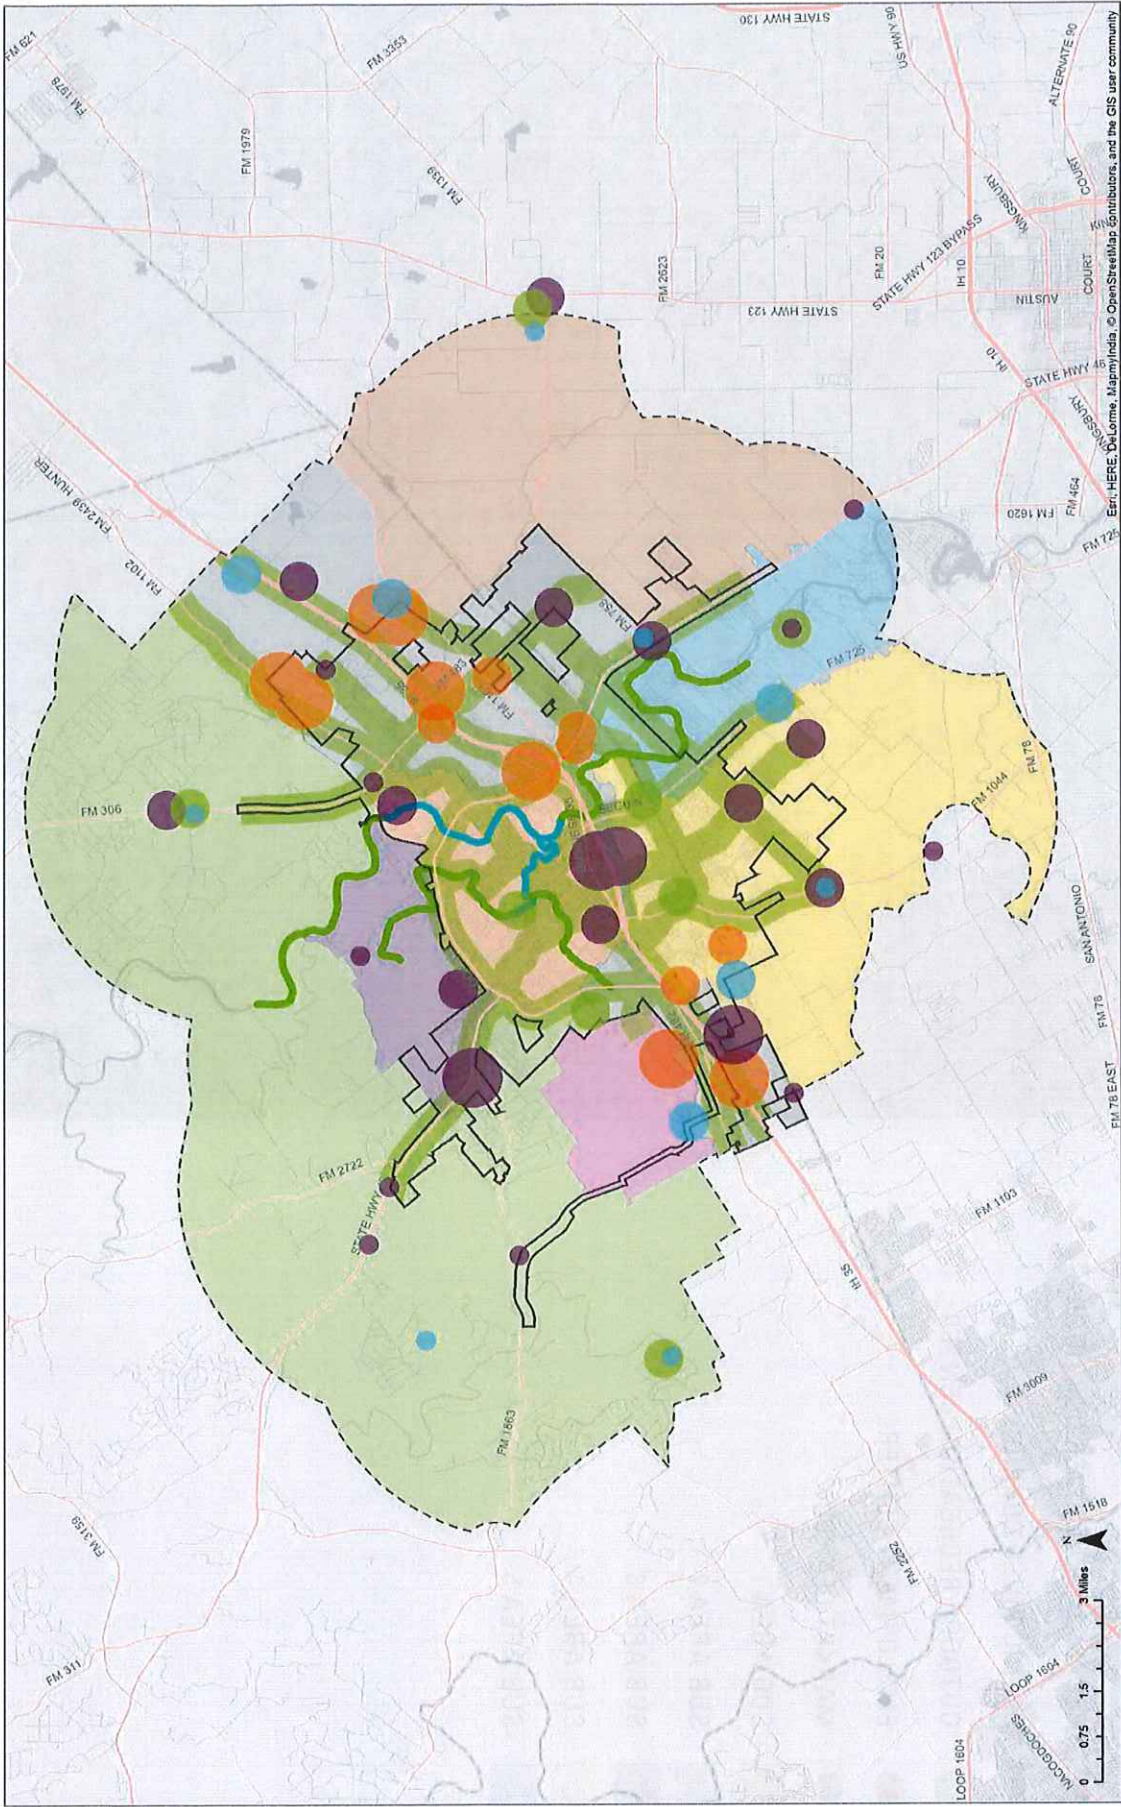 FM 621
FM 1978
FM 3353
STATE HWY 130
US HWY 90
ALTERNATE 90
FM 1979
FM 1339
FM 2623
FM 20
STATE HWY 123 BYPASS
KINGSBURY
COURT
IH 10
STATE HWY 123
AUSTIN
COURT
IH 10
STATE HWY 46
KINGSBURY
FM 2439 HUNTER
FM 1102
FM 1620
FM 464
FM 725
FM 758
FM 725
FM 306
SEGUIN
FM 78
FM 1044
SAN ANTONIO
FM 78
FM 78 EAST
FM 2722
STATE HWY
FM 1103
IH 35
FM 1863
FM 3009
FM 3159
FM 2252
FM 1518
FM 311
LOOP 1604
LOOP 1604
NACOGDOCHES
N
0 0.75 1.5 3 Miles
Esri, HERE, DeLorme, MapmyIndia, © OpenStreetMap contributors, and the GIS user community